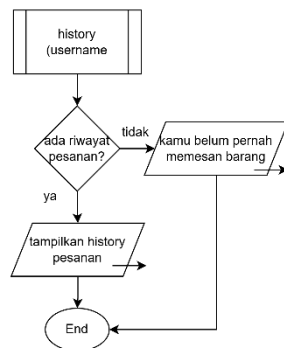 history
(username
ada riwayat
pesanan?
tidak
kamu belum pernah
memesan barang
ya
tampilkan history
pesanan
End